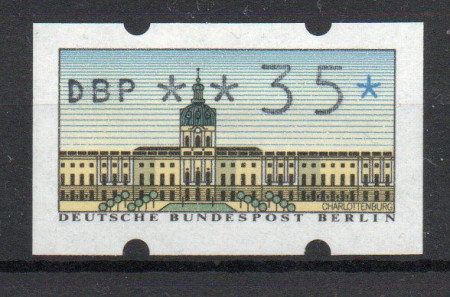 DBP ** 35*
CHARLOTTENBURG
DEUTSCHE BUNDESPOST BERLIN